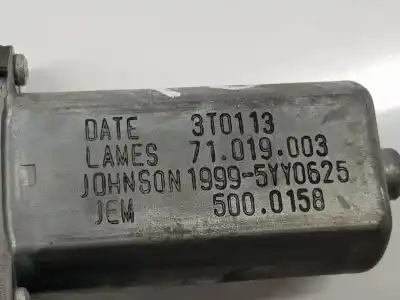 DATE 3T0113
LAMES 71.019.003
JOHNSON 1999-5YY0625
JEM 500.0158